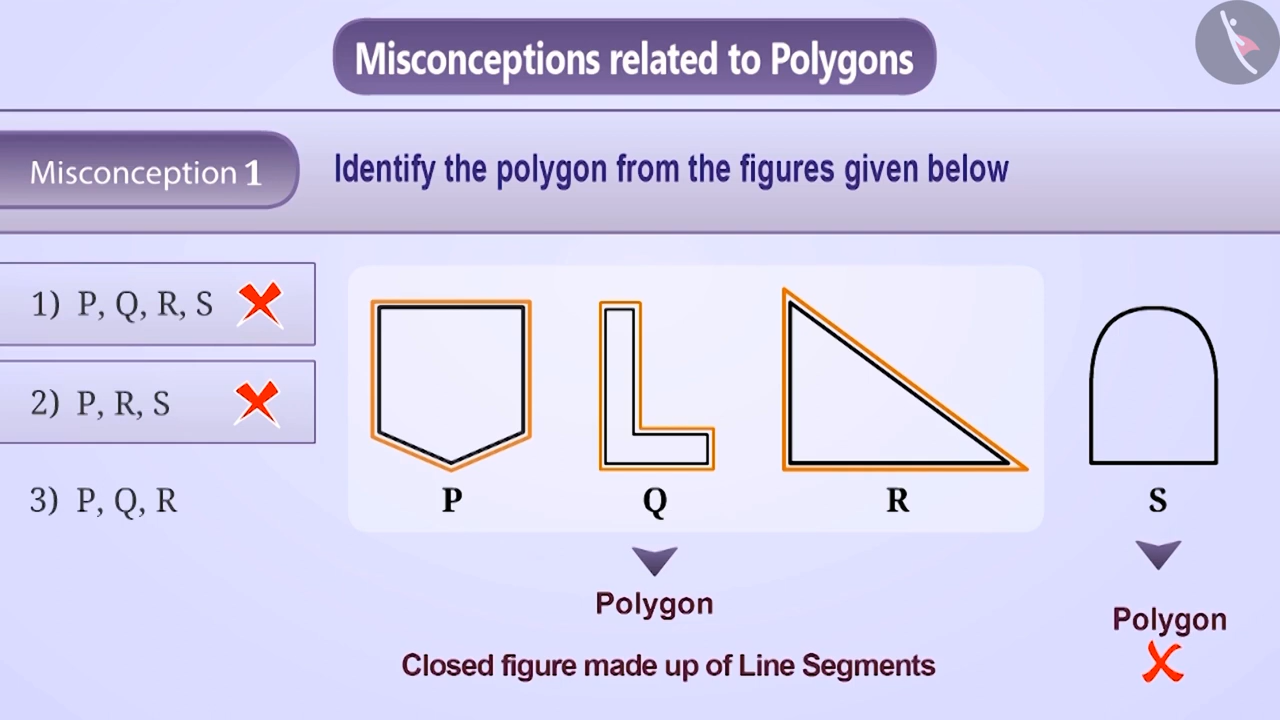 Misconceptions related to Polygons
Misconception 1
Identify the polygon from the figures given below
1) P, Q, R, S
2) P, R, S
3) P, Q, R
P
Q
R
S
Polygon
Polygon
Closed figure made up of Line Segments